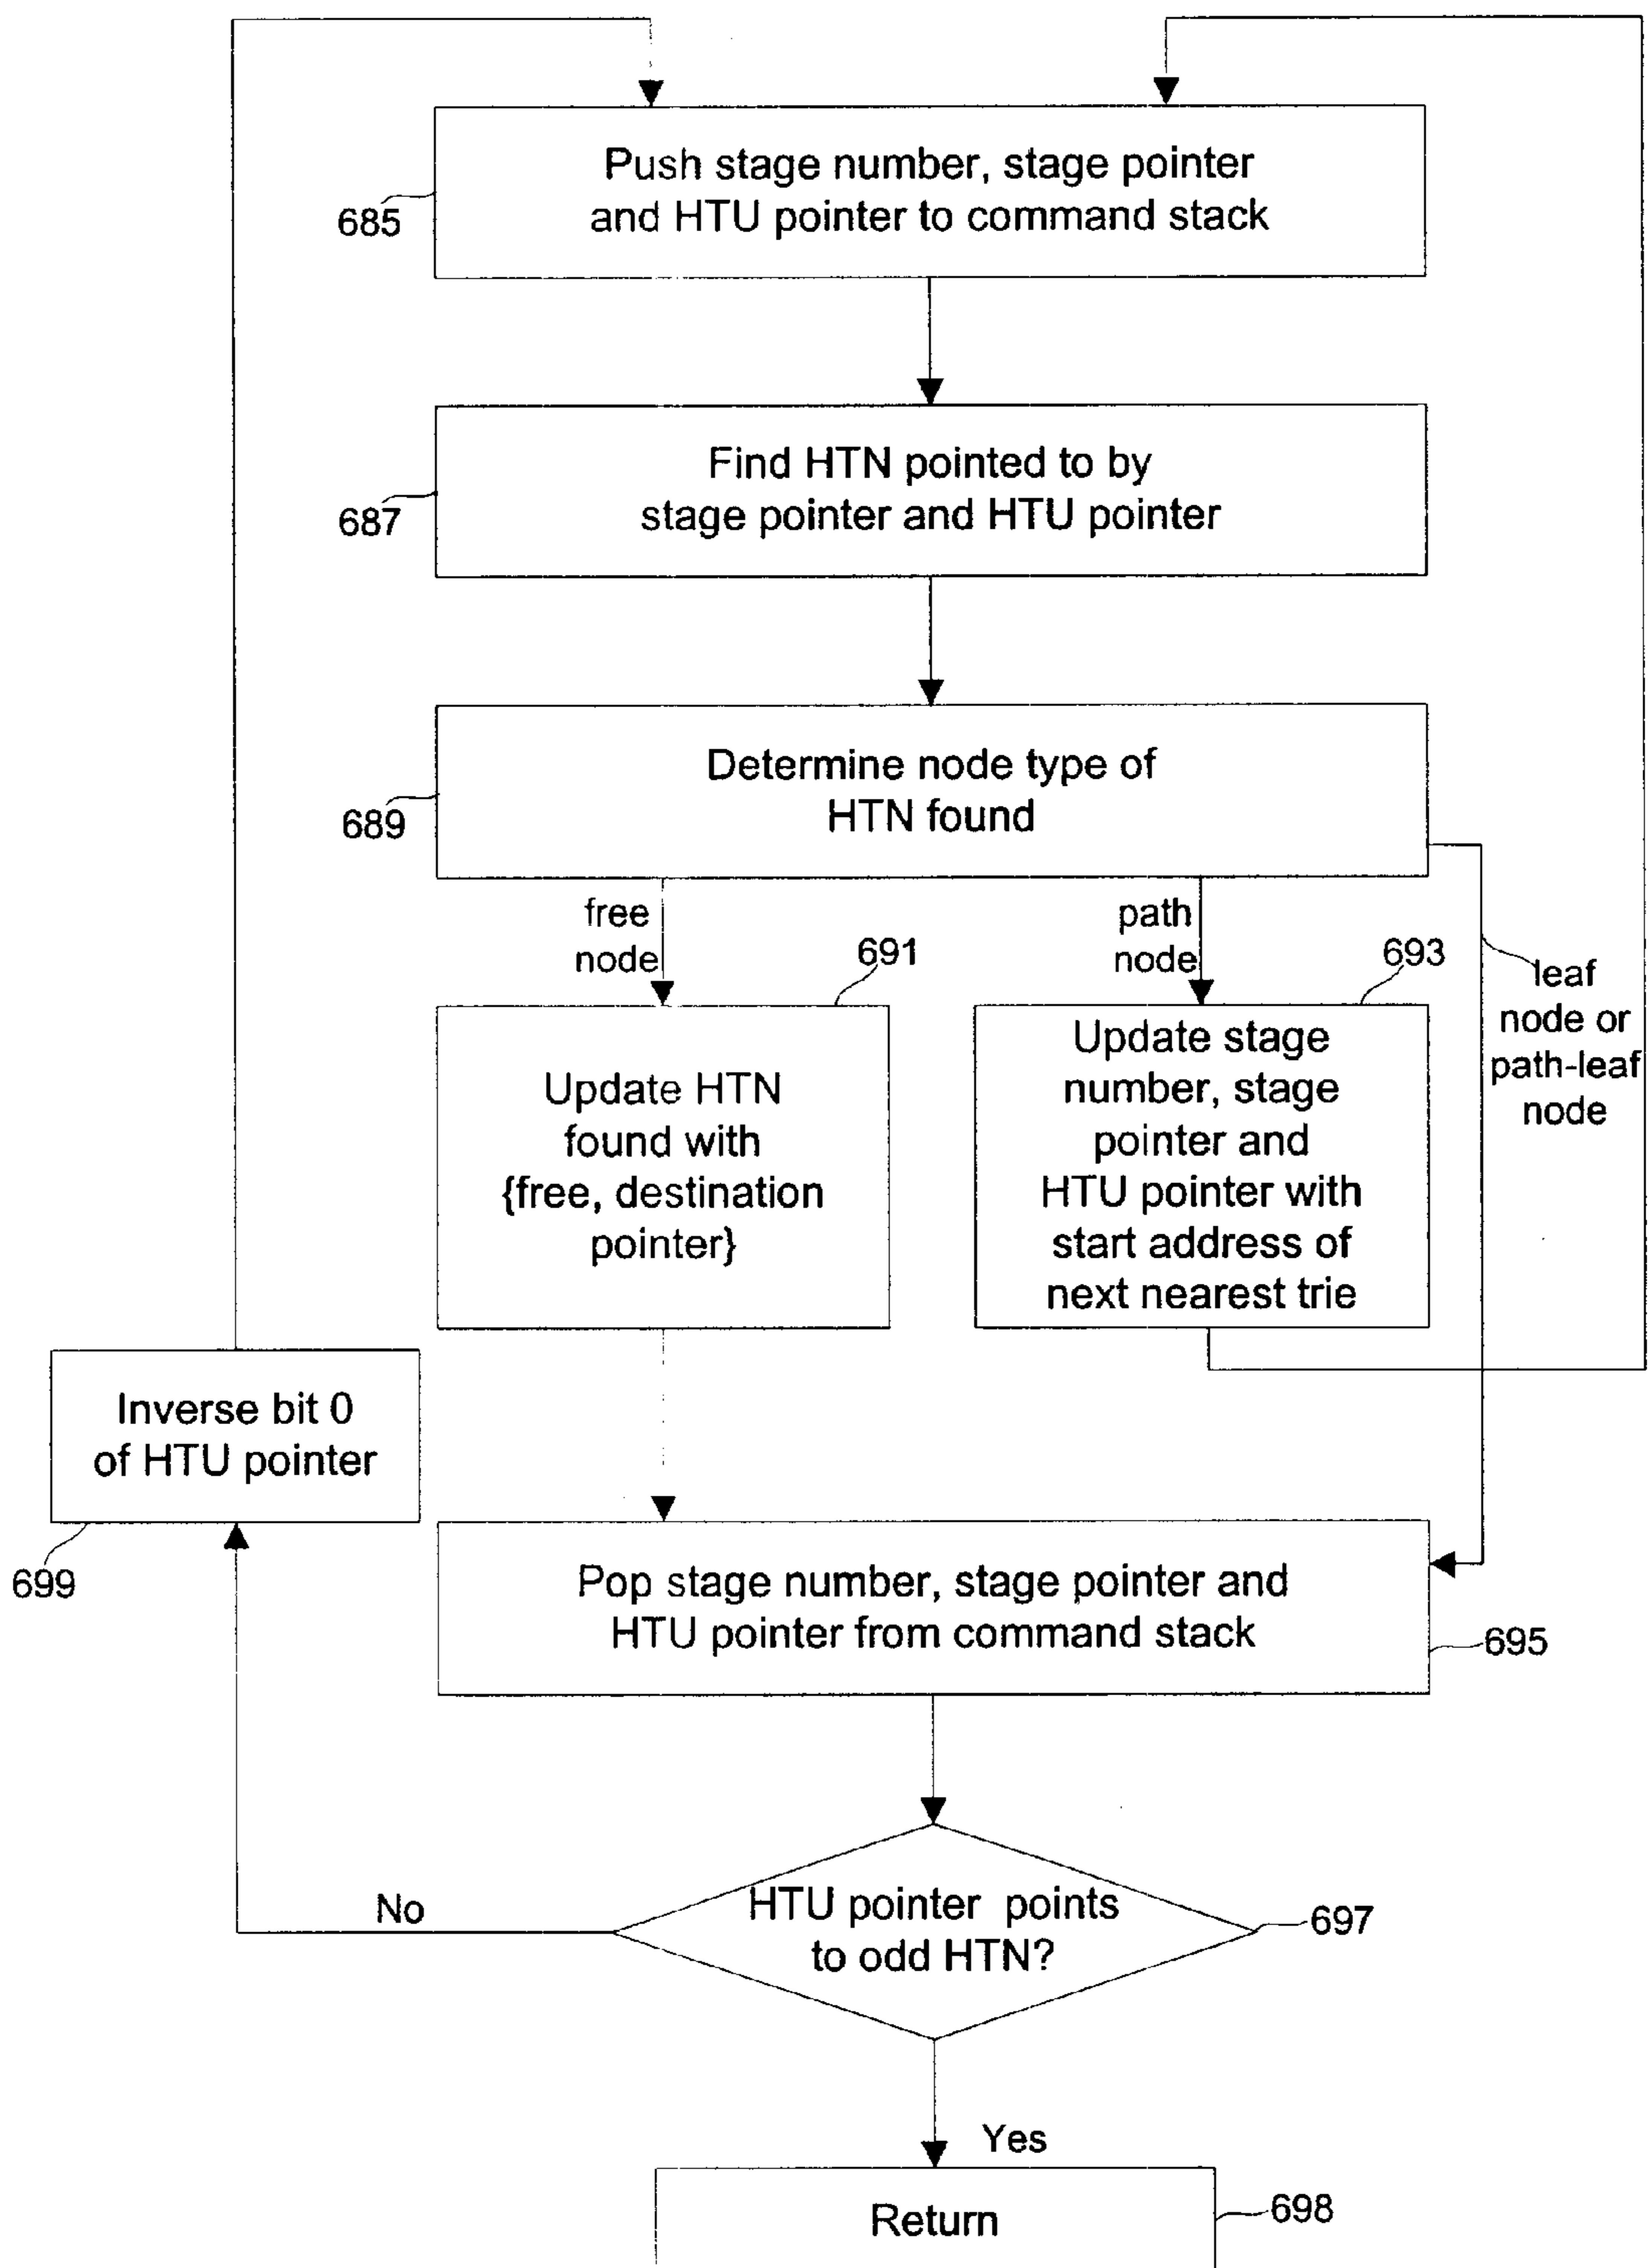 Push stage number, stage pointer
and HTU pointer to command stack
685
Find HTN pointed to by
stage pointer and HTU pointer
687
Determine node type of
HTN found
689
free
node
path
node
leaf
node or
path-leaf
node
691
Update HTN
found with
{free, destination
pointer}
693
Update stage
number, stage
pointer and
HTU pointer with
start address of
next nearest trie
Inverse bit 0
of HTU pointer
699
Pop stage number, stage pointer and
HTU pointer from command stack
695
No
HTU pointer points
to odd HTN?
697
Yes
Return
698